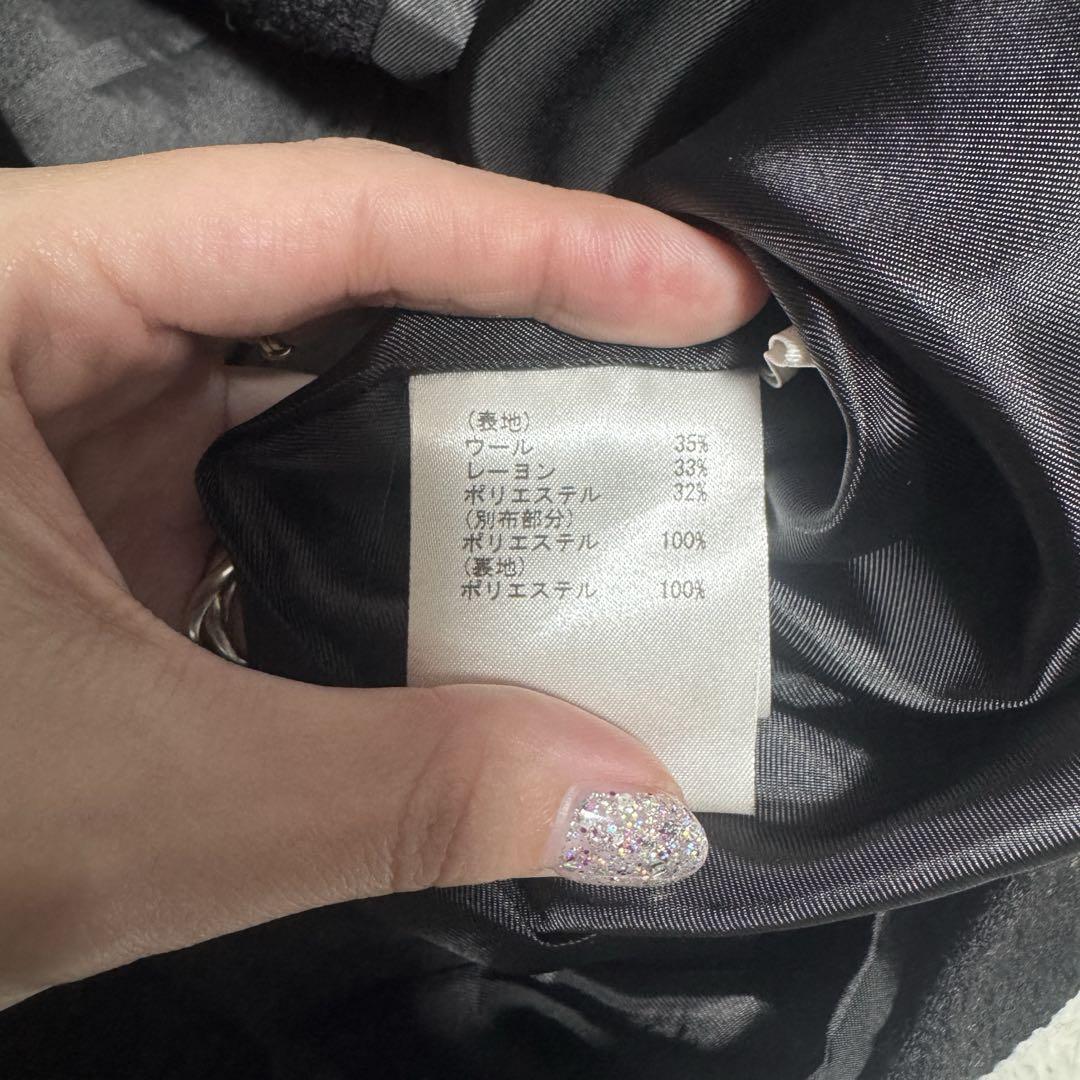 (表地)
ワール 35%
レーヨン 33%
ポリエステル 32%
(別布部分)
ポリエステル 100%
(裏地)
ポリエステル 100%